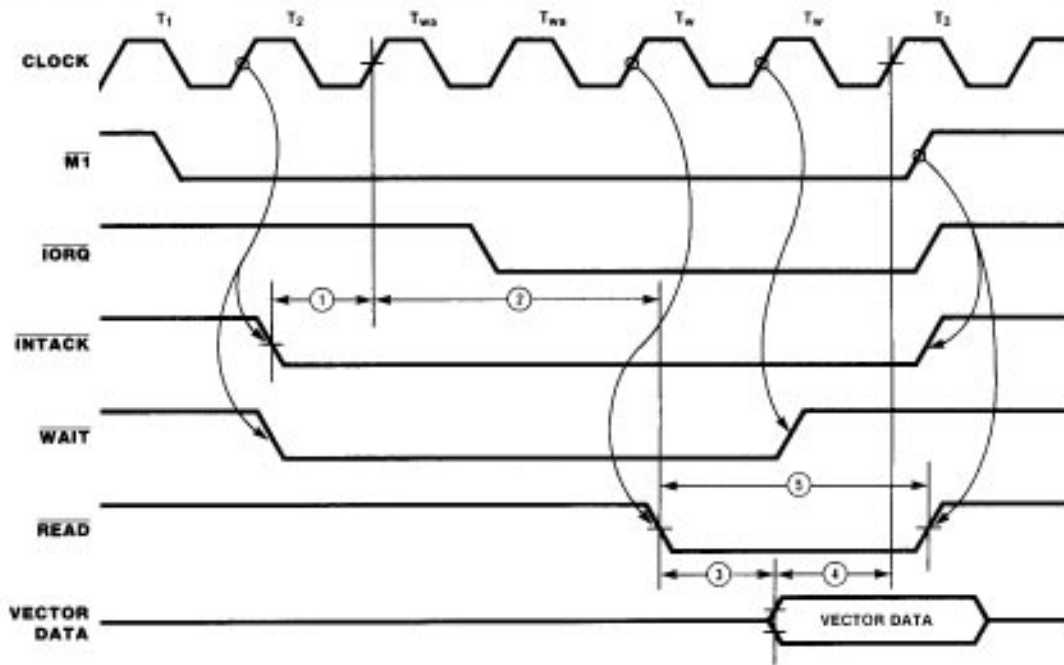 T₁ T₂ Twa Twa Tw Tw T₃
CLOCK
M1
IORQ
1 2
INTACK
WAIT
5
READ
3 4
VECTOR
DATA
VECTOR DATA